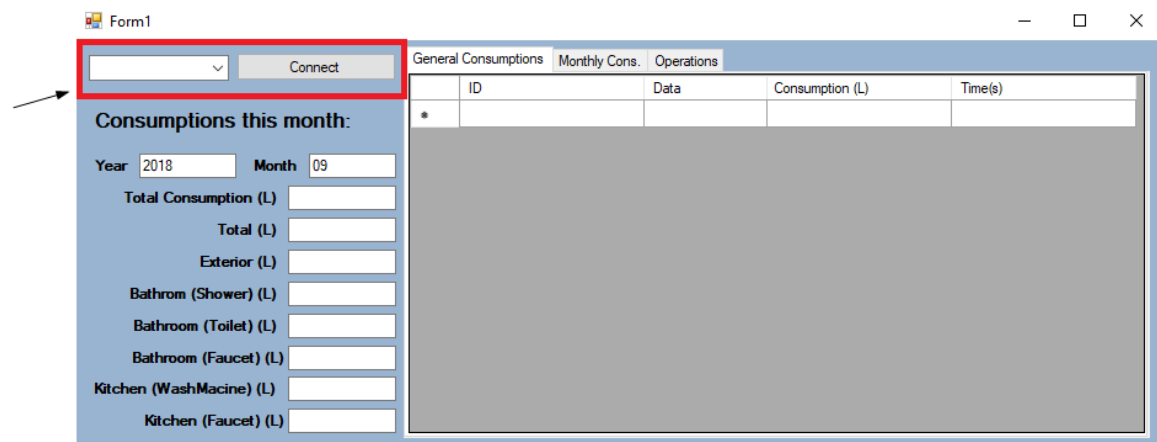 Form1
Connect
General Consumptions Monthly Cons. Operations
ID Data Consumption (L) Time(s)
*
Consumptions this month:
Year 2018 Month 09
Total Consumption (L)
Total (L)
Exterior (L)
Bathrom (Shower) (L)
Bathroom (Toilet) (L)
Bathroom (Faucet) (L)
Kitchen (WashMacine) (L)
Kitchen (Faucet) (L)